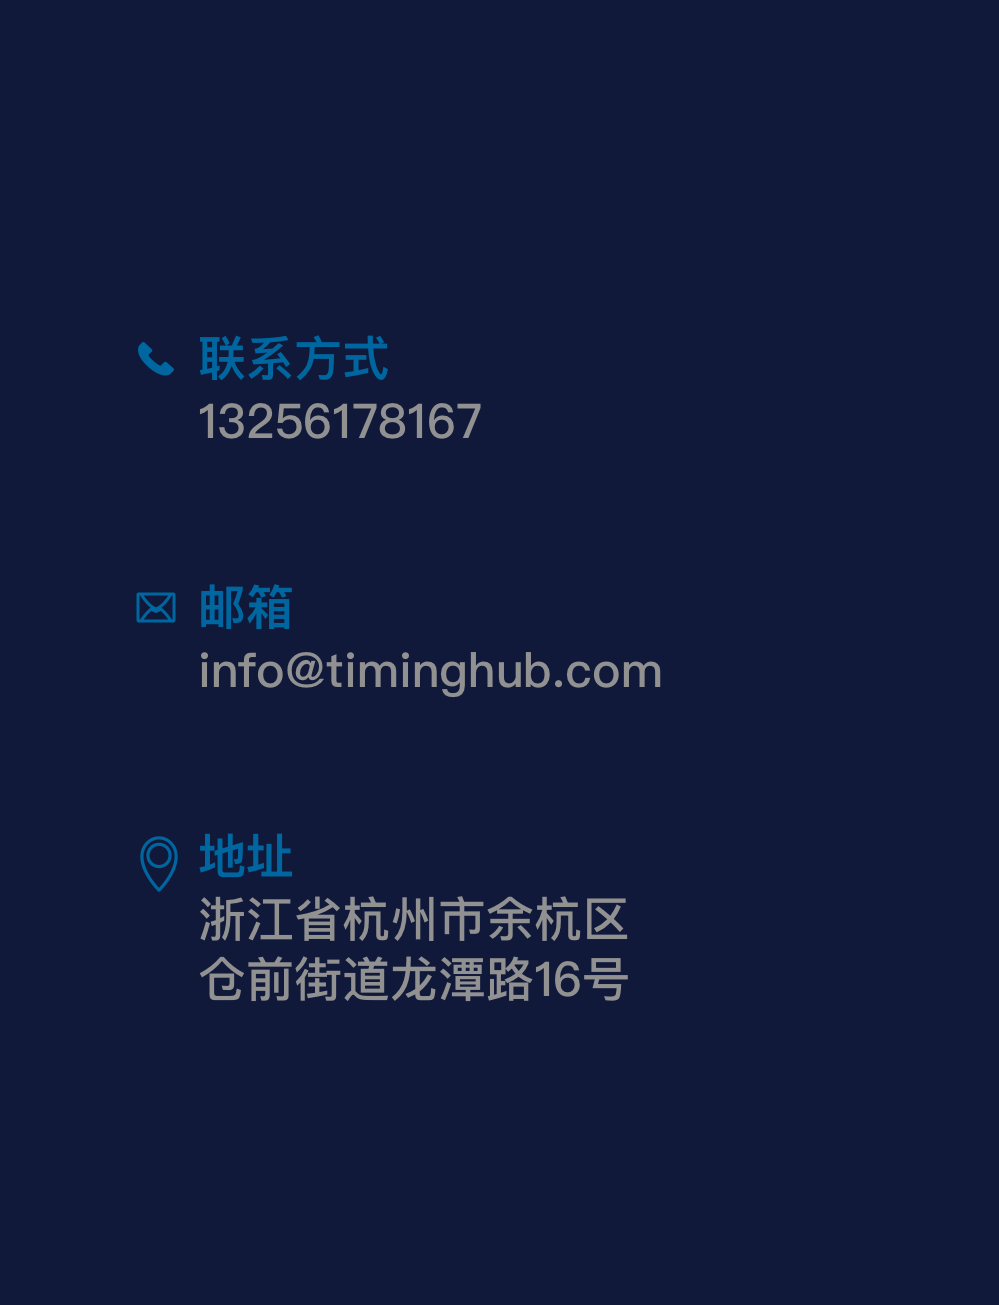 联系方式
13256178167
邮箱
info@timinghub.com
地址
浙江省杭州市余杭区
仓前街道龙潭路16号